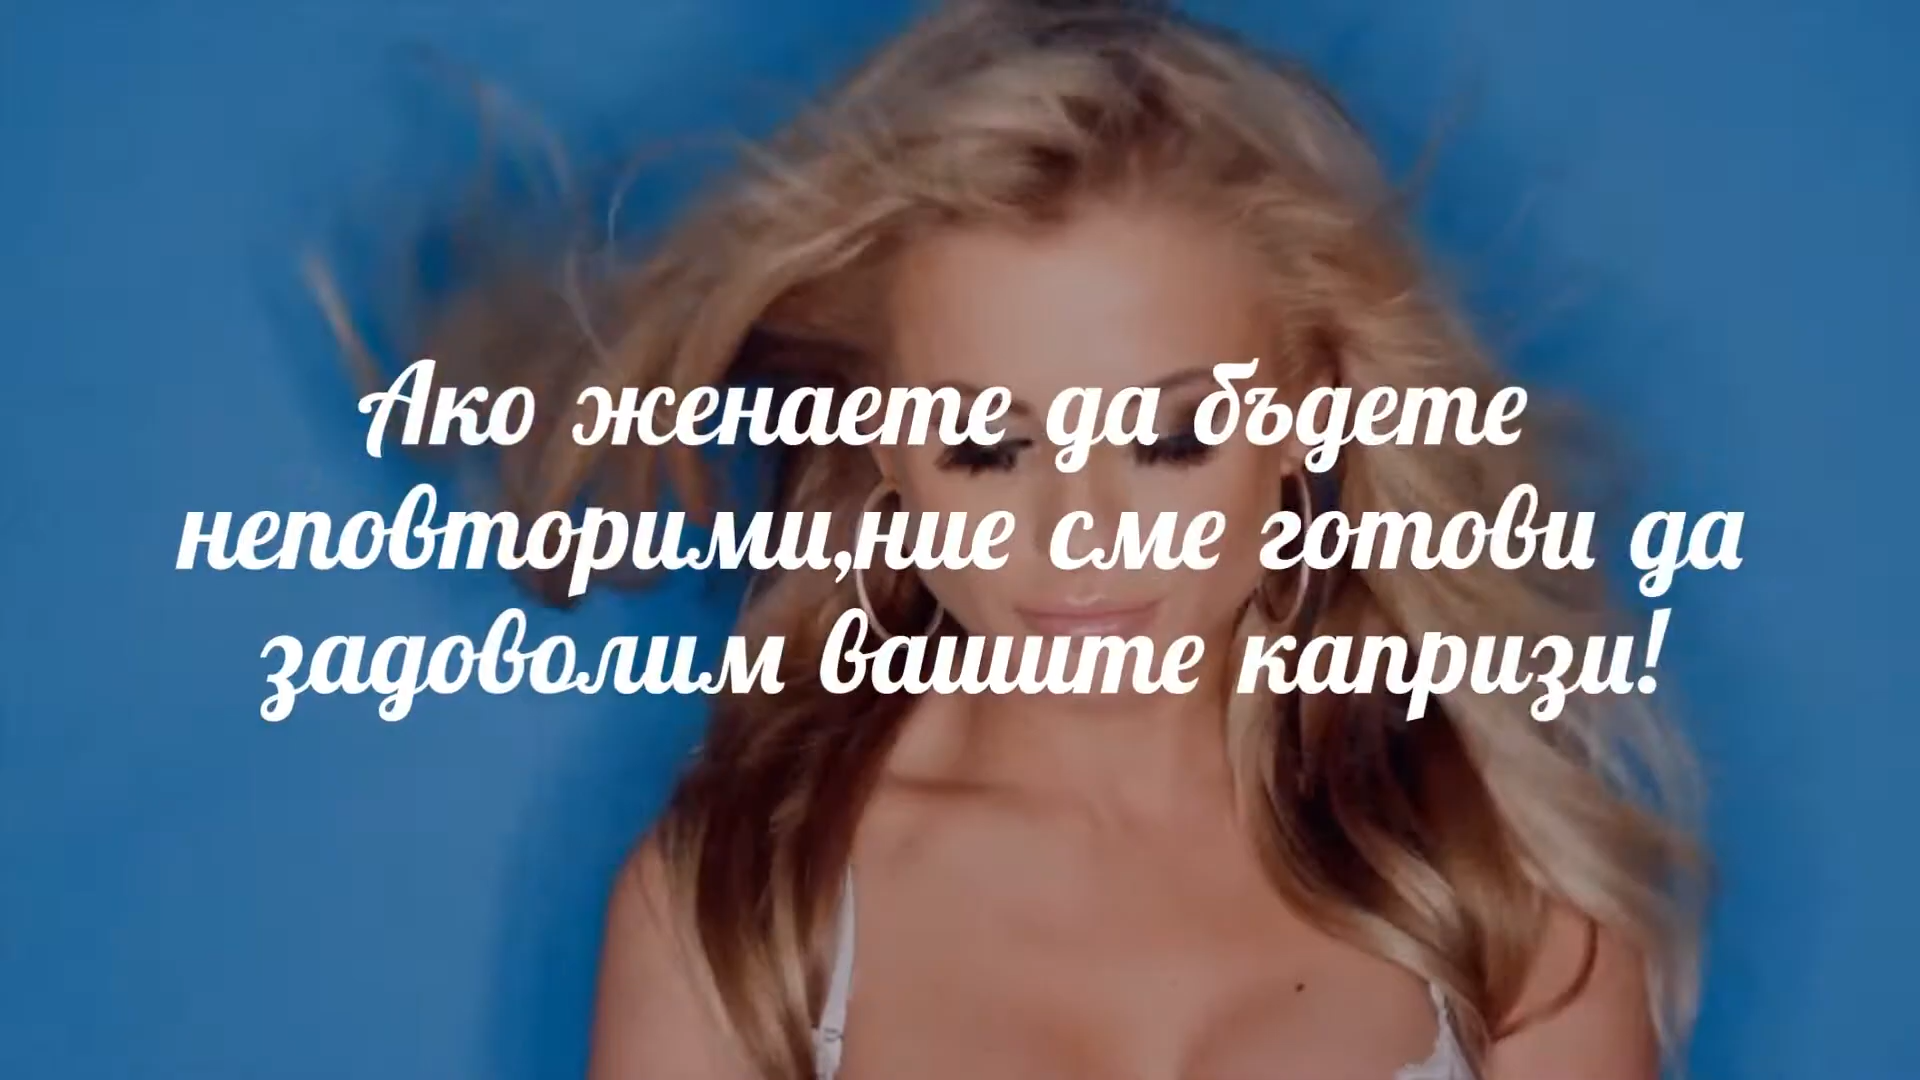 Ако женаете да бъдете
неповторими,ние сме готови да
задоволим вашите капризи!